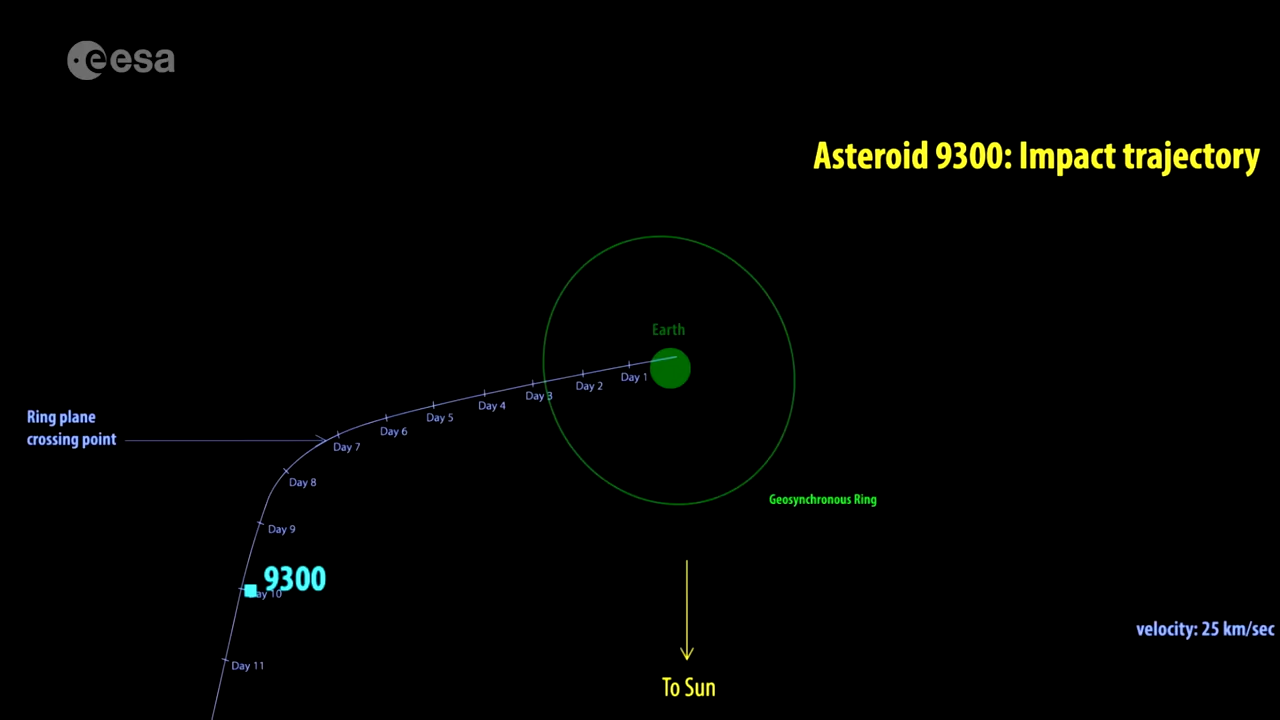 eesa
Asteroid 9300: Impact trajectory
Earth
Day 1
Day 2
Day 3
Day 4
Day 5
Day 6
Day 7
Ring plane
crossing point
Day 8
Geosynchronous Ring
Day 9
9300
Day 10
velocity: 25 km/sec
Day 11
To Sun